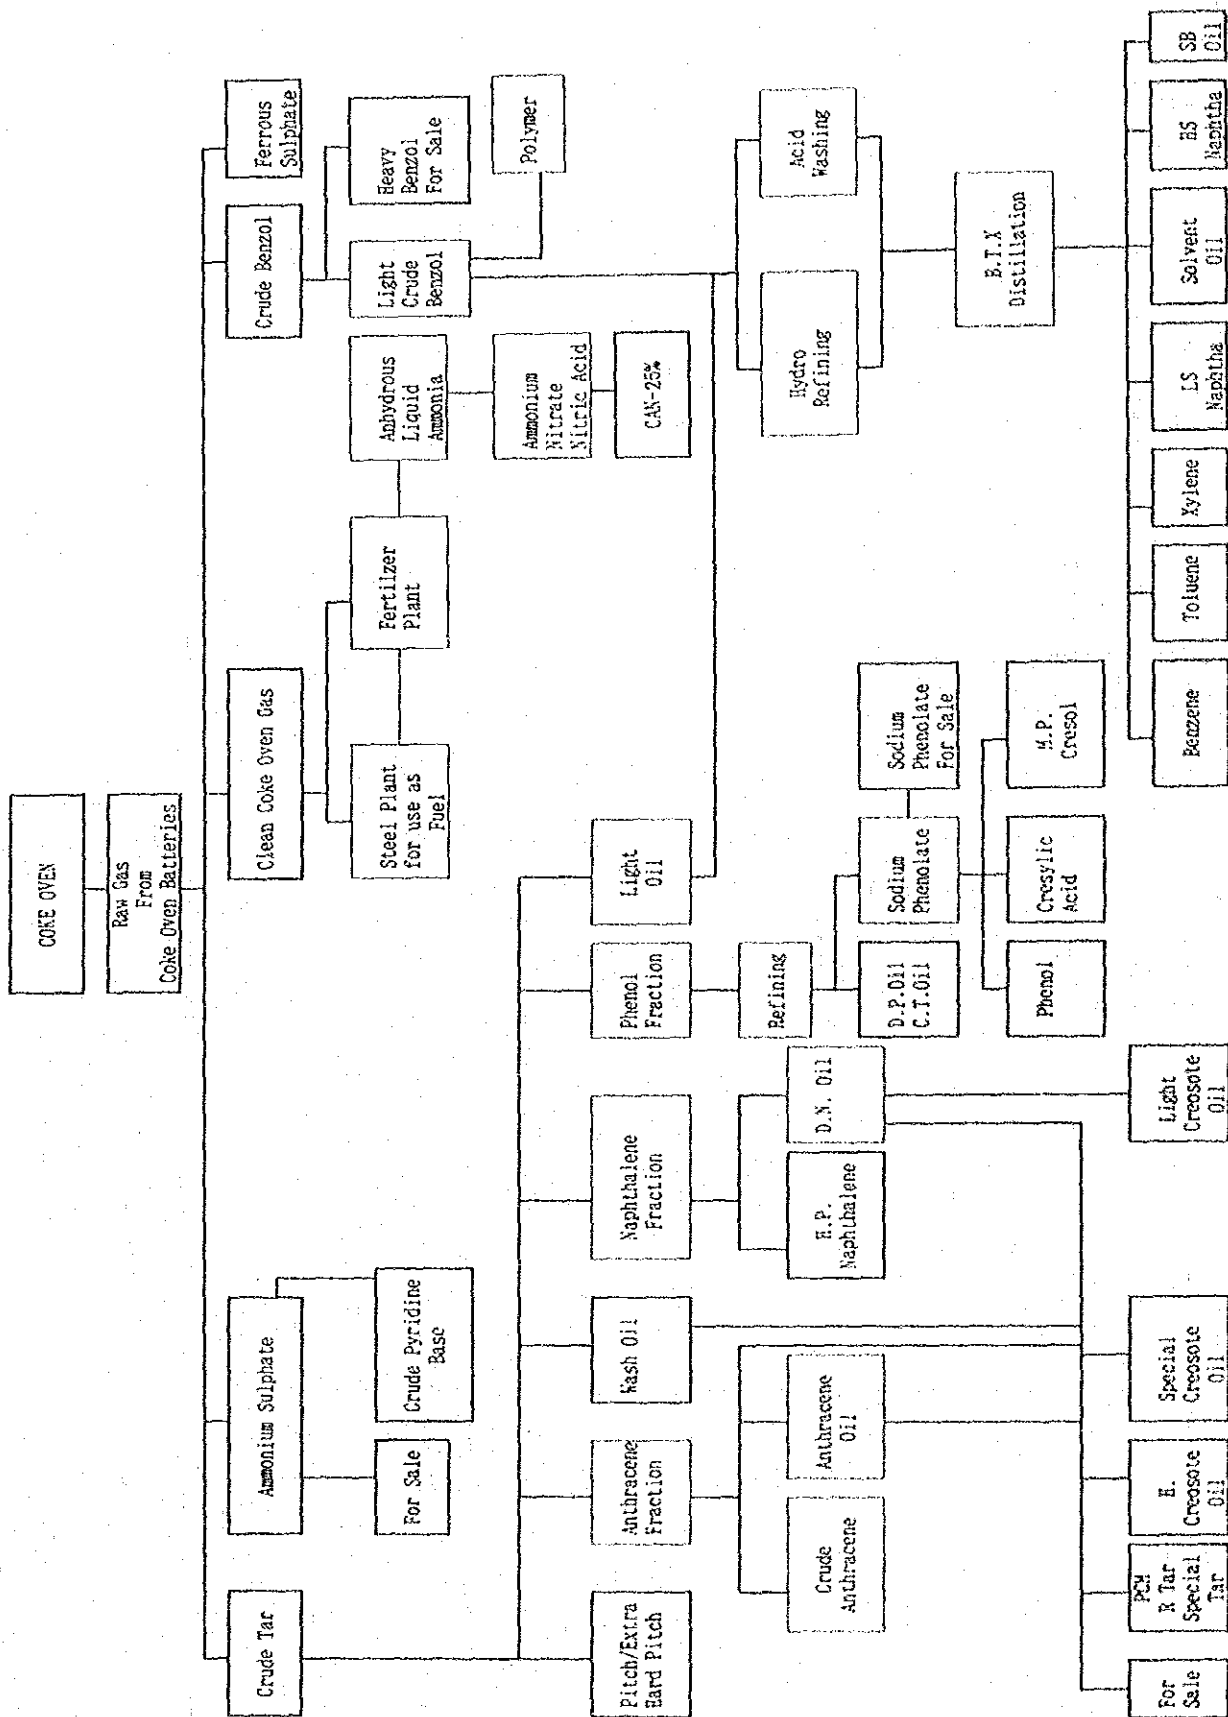 COKE OVEN
Raw Gas
From
Coke Oven Batteries
Crude Tar
Ammonium Sulphate
Clean Coke Oven Gas
Crude Benzol
Ferrous
Sulphate
For Sale
Crude Pyridine
Base
Steel Plant
for use as
Fuel
Fertilzer
Plant
Anhydrous
Liquid
Ammonia
Light
Crude
Benzol
Heavy
Benzol
For Sale
Ammonium
Nitrate
Nitric Acid
Polymer
CAN-25%
Pitch/Extra
Hard Pitch
Anthracene
Fraction
Wash Oil
Naphthalene
Fraction
Phenol
Fraction
Light
Oil
Refining
Hydro
Refining
Acid
Washing
Crude
Anthracene
Anthracene
Oil
H.P.
Naphthalene
D.N. Oil
D.P.Oil
C.T.Oil
Sodium
Phenolate
Sodium
Phenolate
For Sale
B.T.X
Distillation
Phenol
Cresylic
Acid
M.P.
Cresol
For
Sale
PCM
R Tar
Special
Tar
H.
Creosote
Oil
Special
Creosote
Oil
Light
Creosote
Oil
Benzene
Toluene
Xylene
LS
Naphtha
Solvent
Oil
HS
Naphtha
SB
Oil